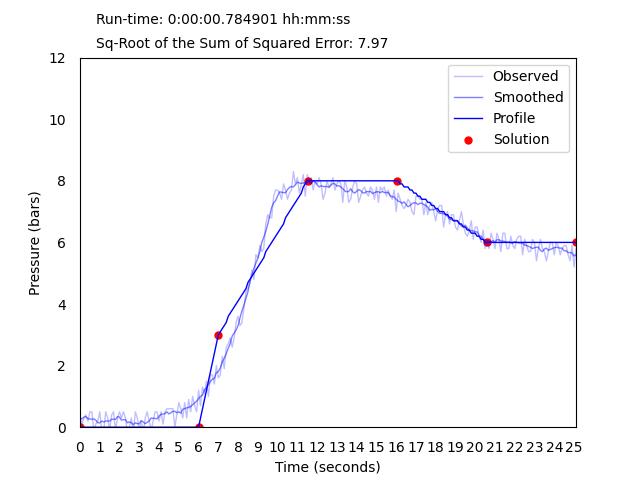 Run-time: 0:00:00.784901 hh:mm:ss
Sq-Root of the Sum of Squared Error: 7.97
12
10
8
6
4
2
0
Pressure (bars)
Observed
Smoothed
Profile
Solution
0 1 2 3 4 5 6 7 8 9 10 11 12 13 14 15 16 17 18 19 20 21 22 23 24 25
Time (seconds)